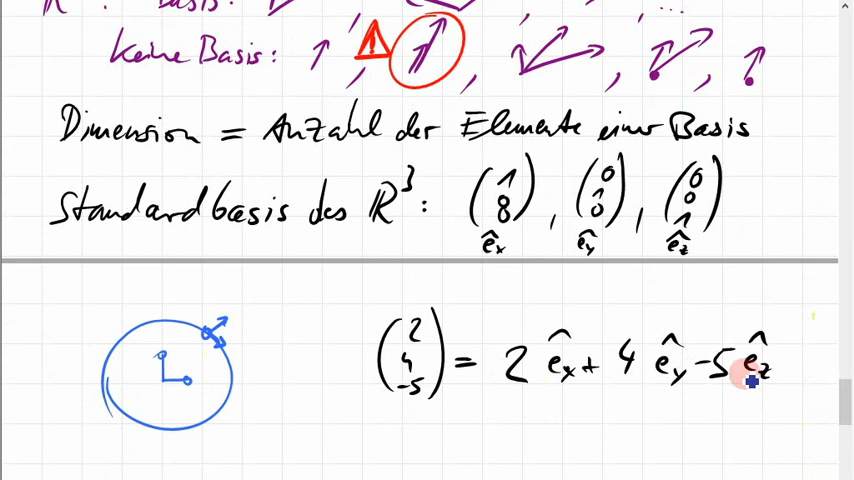 Basis:
...
keine Basis: , , , ,
Dimension = Anzahl der Elemente einer Basis
Standardbasis des ℝ³: (1 0 0), (0 1 0), (0 0 1)
êx êy êz
(2 4 -5) = 2 êx + 4 êy - 5 êz